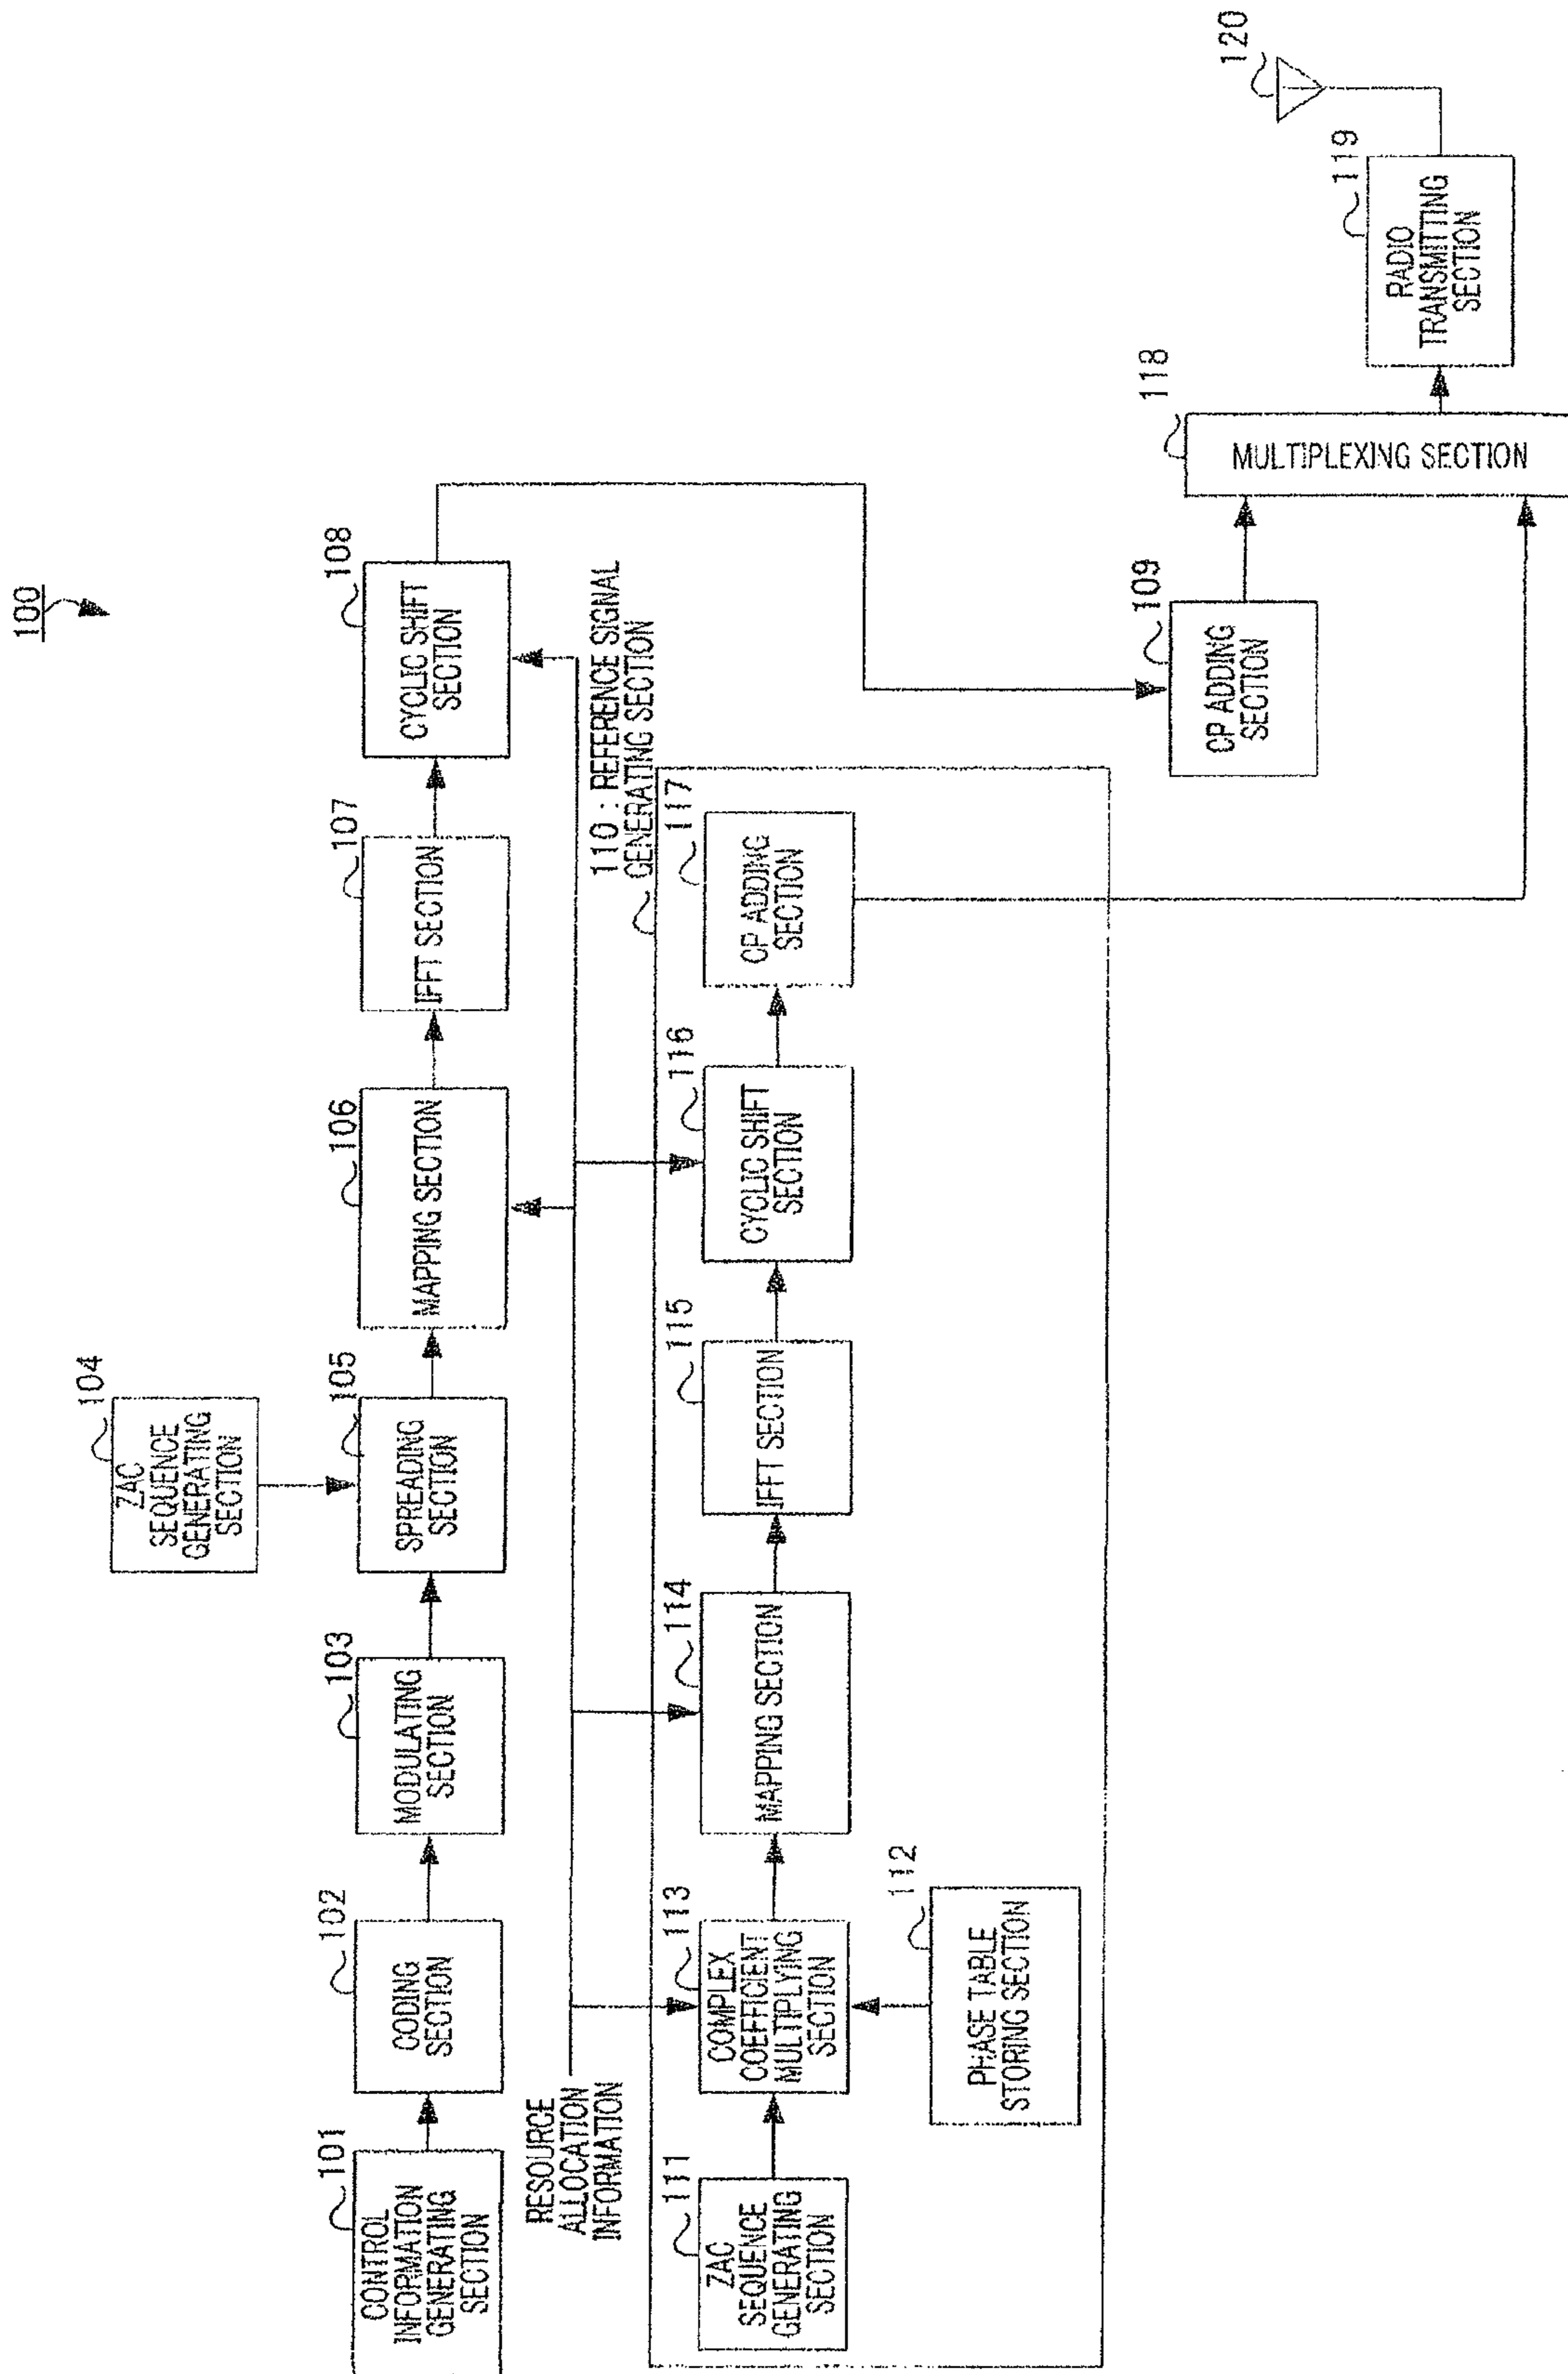 100
101
CONTROL
INFORMATION
GENERATING
SECTION
102
CODING
SECTION
103
MODULATING
SECTION
104
ZAC
SEQUENCE
GENERATING
SECTION
105
SPREADING
SECTION
106
MAPPING SECTION
107
IFFT SECTION
108
CYCLIC SHIFT
SECTION
RESOURCE
ALLOCATION
INFORMATION
110 : REFERENCE SIGNAL
GENERATING SECTION
111
ZAC
SEQUENCE
GENERATING
SECTION
113
COMPLEX
COEFFICIENT
MULTIPLYING
SECTION
112
PHASE TABLE
STORING SECTION
114
MAPPING SECTION
115
IFFT SECTION
116
CYCLIC SHIFT
SECTION
117
CP ADDING
SECTION
109
CP ADDING
SECTION
118
MULTIPLEXING SECTION
119
RADIO
TRANSMITTING
SECTION
120